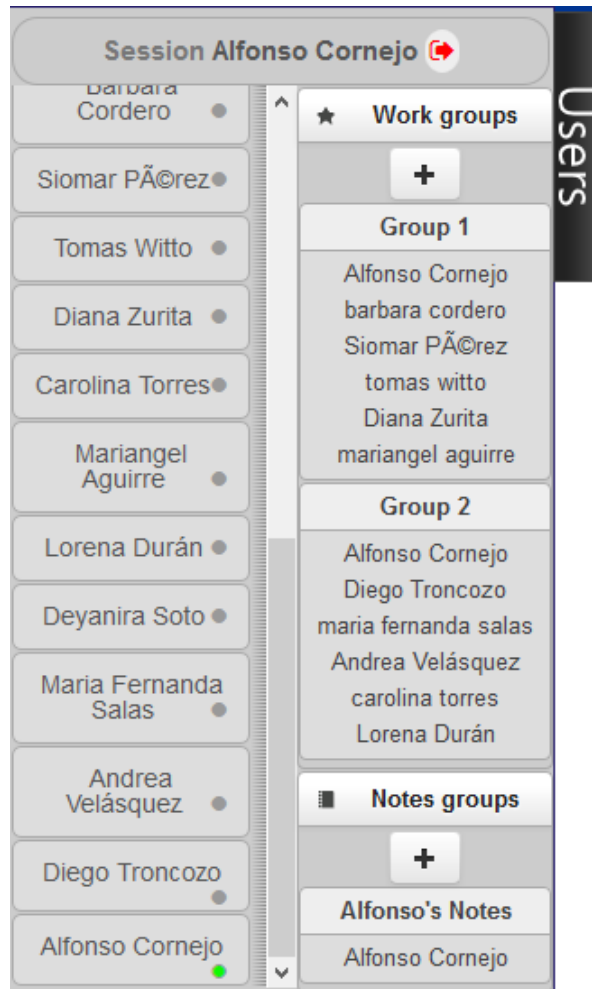 Session Alfonso Cornejo
Barbara
Cordero
Siomar PÃ©rez
Tomas Witto
Diana Zurita
Carolina Torres
Mariangel
Aguirre
Lorena Durán
Deyanira Soto
Maria Fernanda
Salas
Andrea
Velásquez
Diego Troncozo
Alfonso Cornejo
Work groups
+
Group 1
Alfonso Cornejo
barbara cordero
Siomar PÃ©rez
tomas witto
Diana Zurita
mariangel aguirre
Group 2
Alfonso Cornejo
Diego Troncozo
maria fernanda salas
Andrea Velásquez
carolina torres
Lorena Durán
Notes groups
+
Alfonso's Notes
Alfonso Cornejo
Users